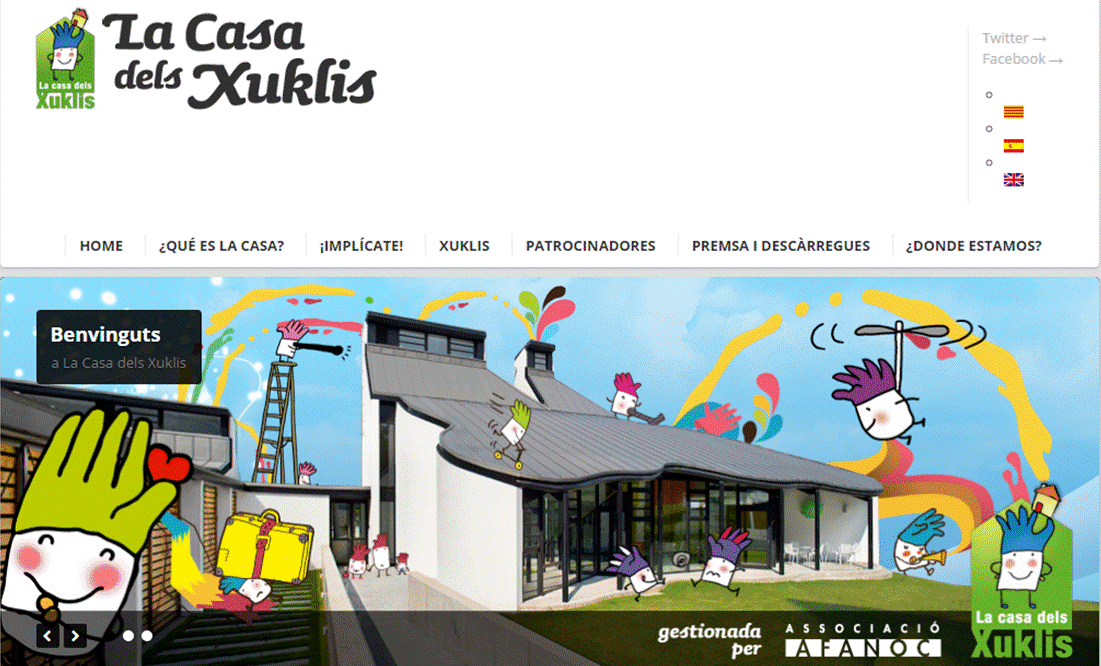 La casa dels
Xuklis
La Casa
dels Xuklis
Twitter →
Facebook →
HOME
¿QUÉ ES LA CASA?
¡IMPLÍCATE!
XUKLIS
PATROCINADORES
PREMSA I DESCÀRREGUES
¿DONDE ESTAMOS?
Benvinguts
a La Casa dels Xuklis
gestionada
per
ASSOCIACIÓ
AFANOC
La casa dels
Xuklis